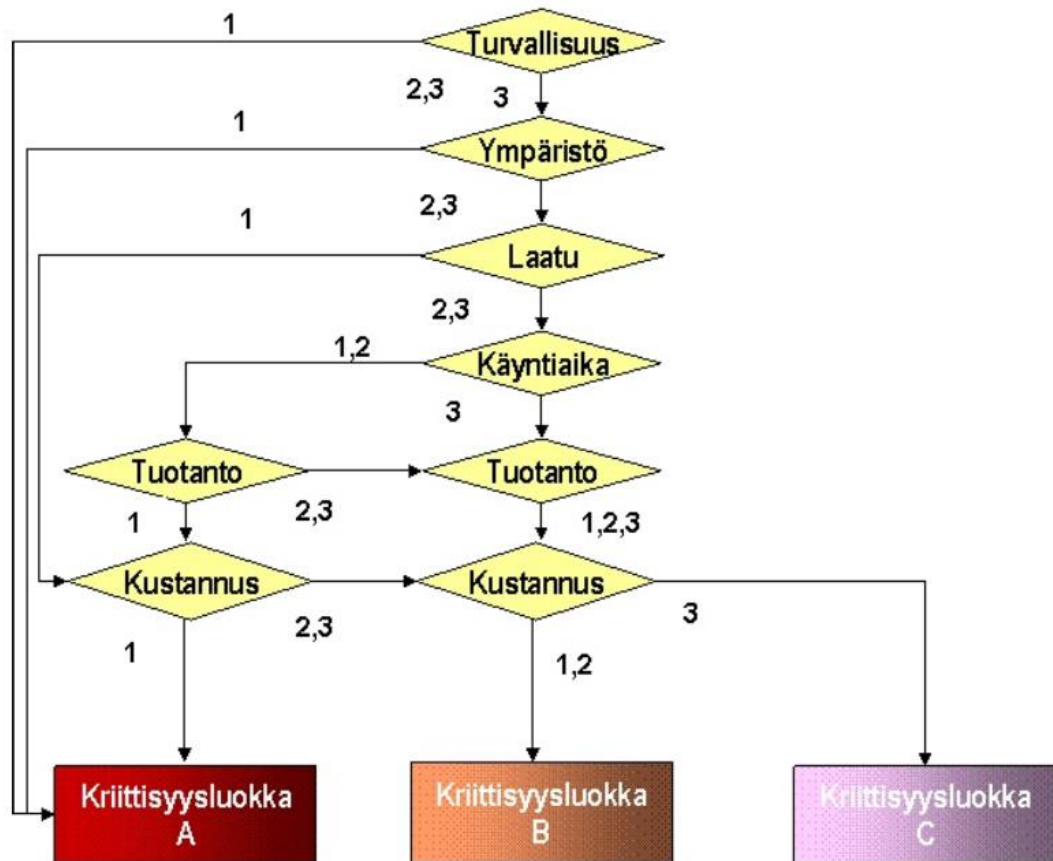 1
Turvallisuus
2,3
3
1
Ympäristö
2,3
1
Laatu
2,3
1,2
Käyntiaika
3
Tuotanto
2,3
Tuotanto
1
1,2,3
Kustannus
2,3
Kustannus
3
1
1,2
Kriittisyysluokka
A
Kriittisyysluokka
B
Kriittisyysluokka
C